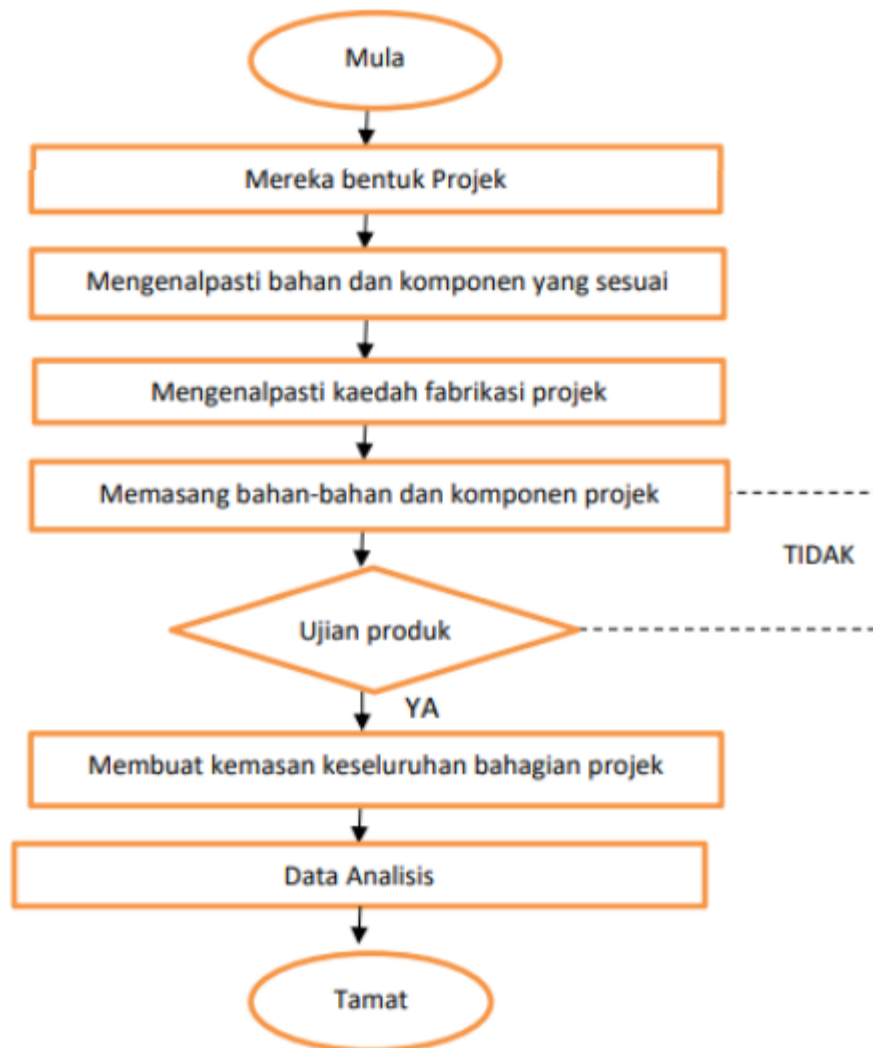 Mula
Mereka bentuk Projek
Mengenalpasti bahan dan komponen yang sesuai
Mengenalpasti kaedah fabrikasi projek
Memasang bahan-bahan dan komponen projek
TIDAK
Ujian produk
YA
Membuat kemasan keseluruhan bahagian projek
Data Analisis
Tamat